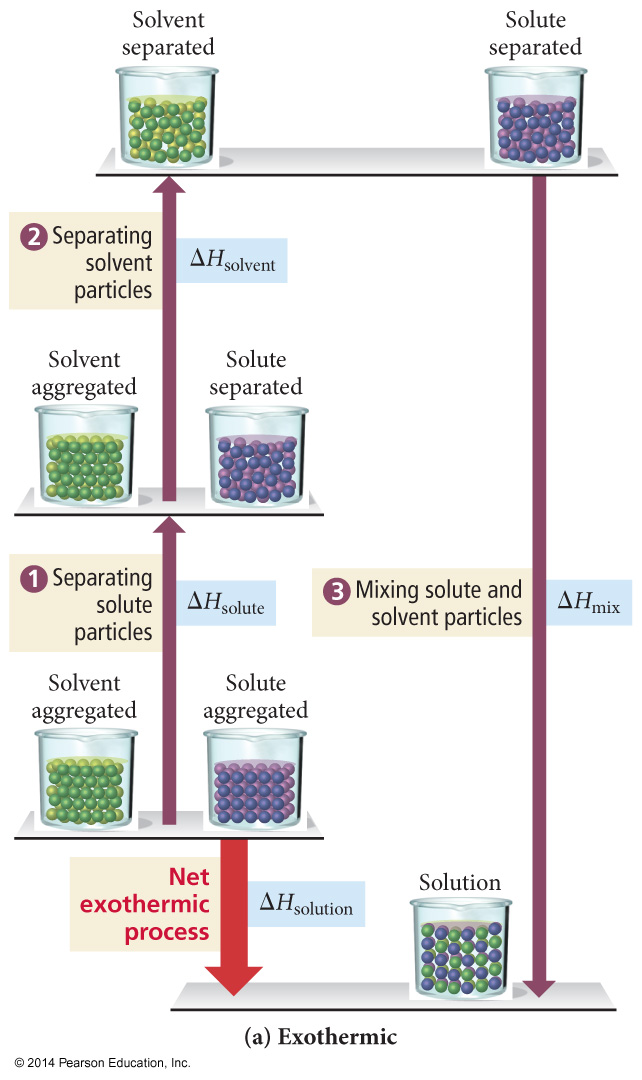 Solvent
separated
Solute
separated
2 Separating
solvent
particles
ΔHsolvent
Solvent
aggregated
Solute
separated
1 Separating
solute
particles
ΔHsolute
3 Mixing solute and
solvent particles
ΔHmix
Solvent
aggregated
Solute
aggregated
Net
exothermic
process
ΔHsolution
Solution
(a) Exothermic
© 2014 Pearson Education, Inc.